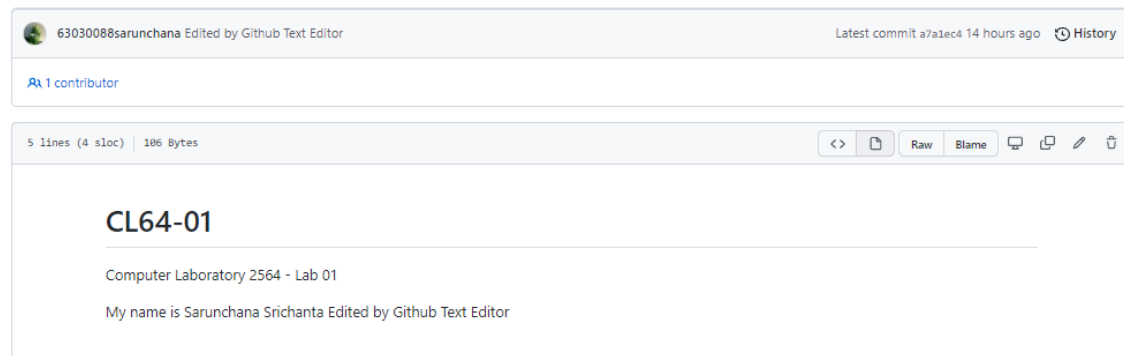 63030088sarunchana Edited by Github Text Editor Latest commit a7a1ec4 14 hours ago History
1 contributor
5 lines (4 sloc) 106 Bytes <> Raw Blame
CL64-01
Computer Laboratory 2564 - Lab 01
My name is Sarunchana Srichanta Edited by Github Text Editor